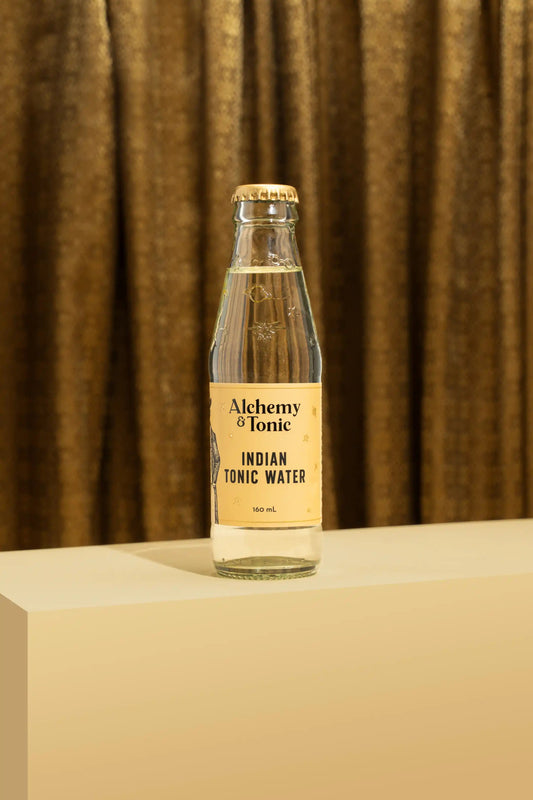 Alchemy
& Tonic
INDIAN
TONIC WATER
160 mL